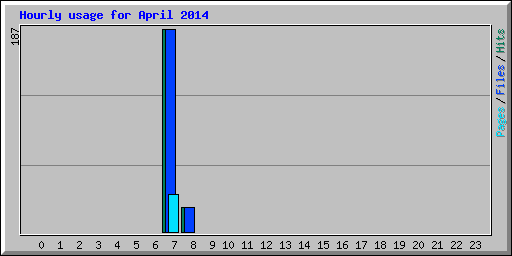 Hourly usage for April 2014
187
Pages/Files/Hits
0 1 2 3 4 5 6 7 8 9 10 11 12 13 14 15 16 17 18 19 20 21 22 23